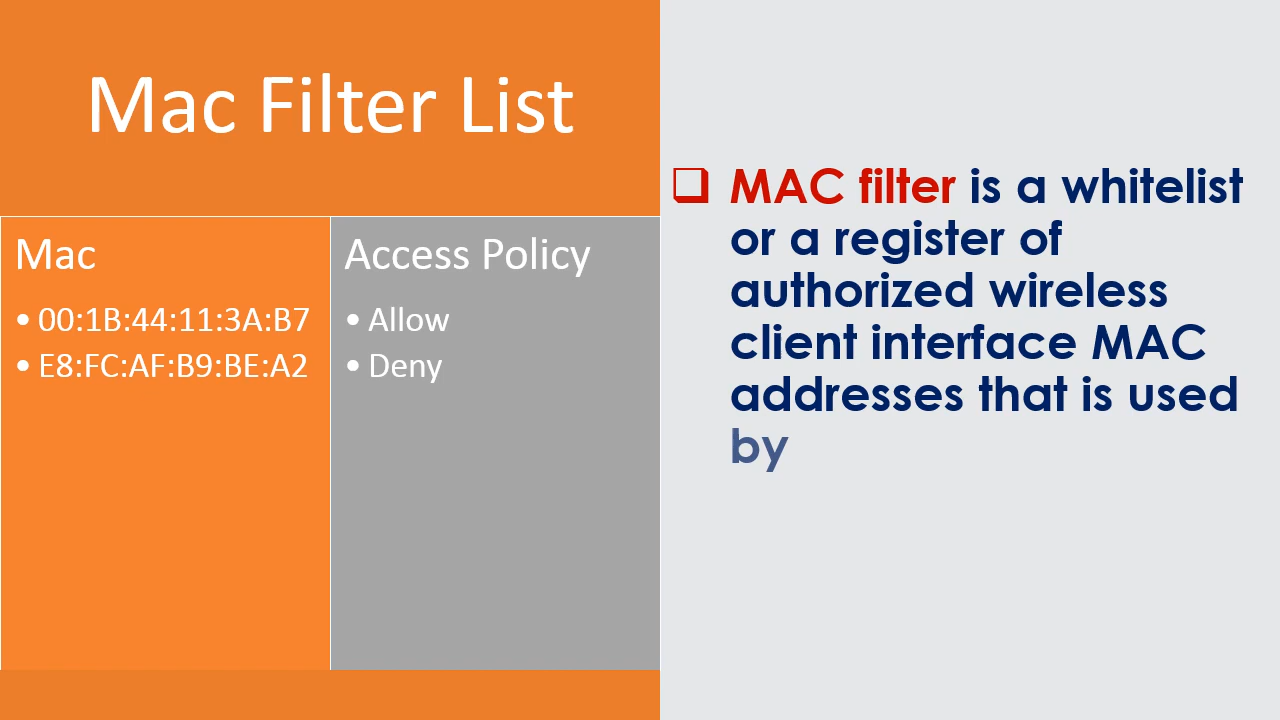 Mac Filter List
Mac
• 00:1B:44:11:3A:B7
• E8:FC:AF:B9:BE:A2
Access Policy
• Allow
• Deny
❑ MAC filter is a whitelist
or a register of
authorized wireless
client interface MAC
addresses that is used
by